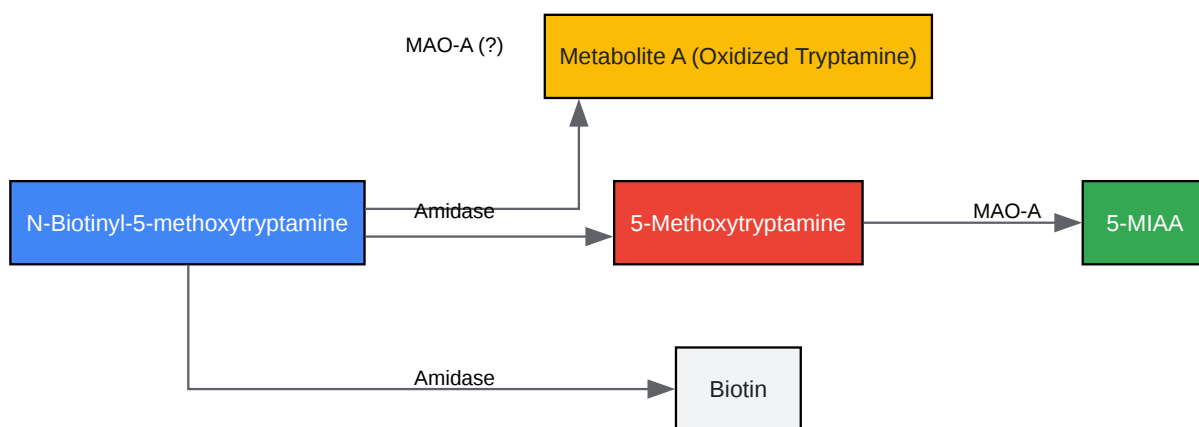 MAO-A (?)
Metabolite A (Oxidized Tryptamine)
N-Biotinyl-5-methoxytryptamine
Amidase
5-Methoxytryptamine
MAO-A
5-MIAA
Amidase
Biotin